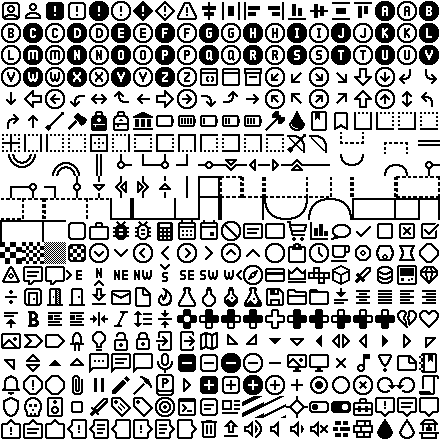 A A B
B C C D D E E F F G G H H I I J J K K L
L M M N N O O P P Q Q R R S S T T U U V
V W W X X Y Y Z Z
E N NE NW S SE SW W
B I
P